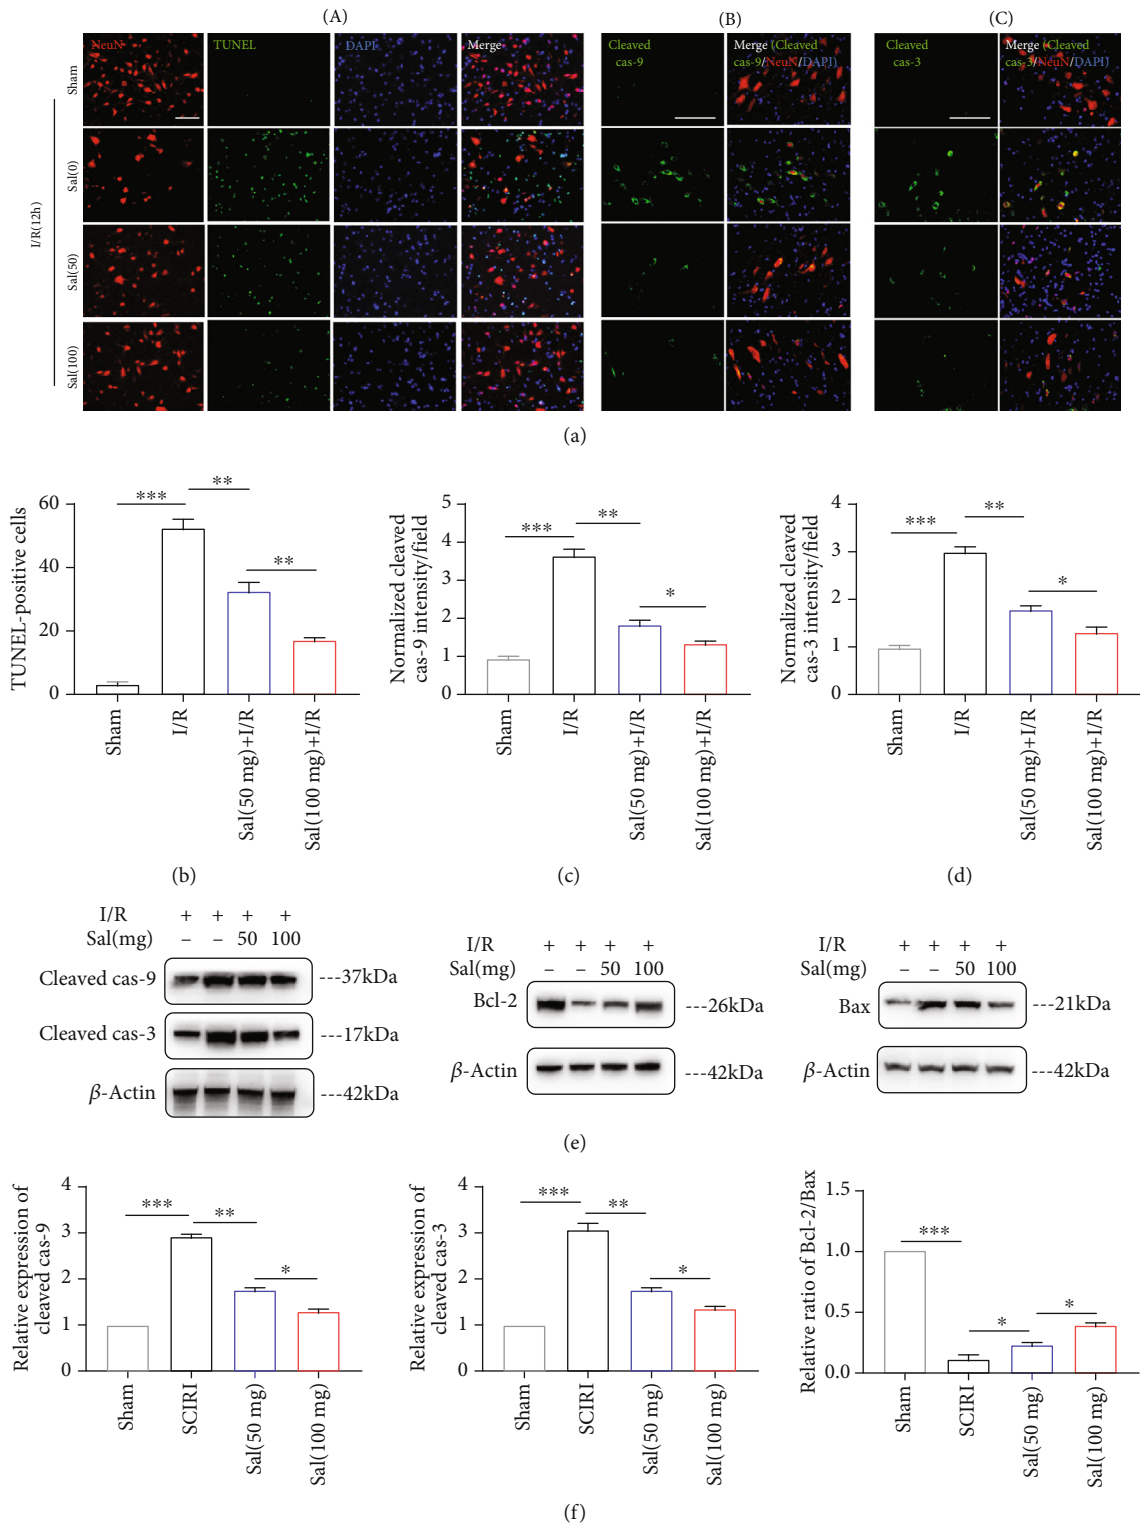 (A)
(B)
(C)
NeuN
TUNEL
DAPI
Merge
Cleaved
cas-9
Merge (Cleaved
cas-9/NeuN/DAPI)
Cleaved
cas-3
Merge (Cleaved
cas-3/NeuN/DAPI)
Sham
I/R(12h)
Sal(0)
Sal(50)
Sal(100)
(a)
TUNEL-positive cells
60
40
20
0
***
**
**
Sham
I/R
Sal(50 mg)+I/R
Sal(100 mg)+I/R
(b)
Normalized cleaved
cas-9 intensity/field
5
4
3
2
1
0
***
**
*
Sham
I/R
Sal(50 mg)+I/R
Sal(100 mg)+I/R
(c)
Normalized cleaved
cas-3 intensity/field
4
3
2
1
0
***
**
*
Sham
I/R
Sal(50 mg)+I/R
Sal(100 mg)+I/R
(d)
I/R + + + +
Sal(mg) – – 50 100
Cleaved cas-9 ---37kDa
Cleaved cas-3 ---17kDa
β-Actin ---42kDa
I/R + + + +
Sal(mg) – – 50 100
Bcl-2 ---26kDa
β-Actin ---42kDa
I/R + + + +
Sal(mg) – – 50 100
Bax ---21kDa
β-Actin ---42kDa
(e)
Relative expression of
cleaved cas-9
4
3
2
1
0
***
**
*
Sham
SCIRI
Sal(50 mg)
Sal(100 mg)
Relative expression of
cleaved cas-3
4
3
2
1
0
***
**
*
Sham
SCIRI
Sal(50 mg)
Sal(100 mg)
Relative ratio of Bcl-2/Bax
1.5
1.0
0.5
0.0
***
*
*
Sham
SCIRI
Sal(50 mg)
Sal(100 mg)
(f)